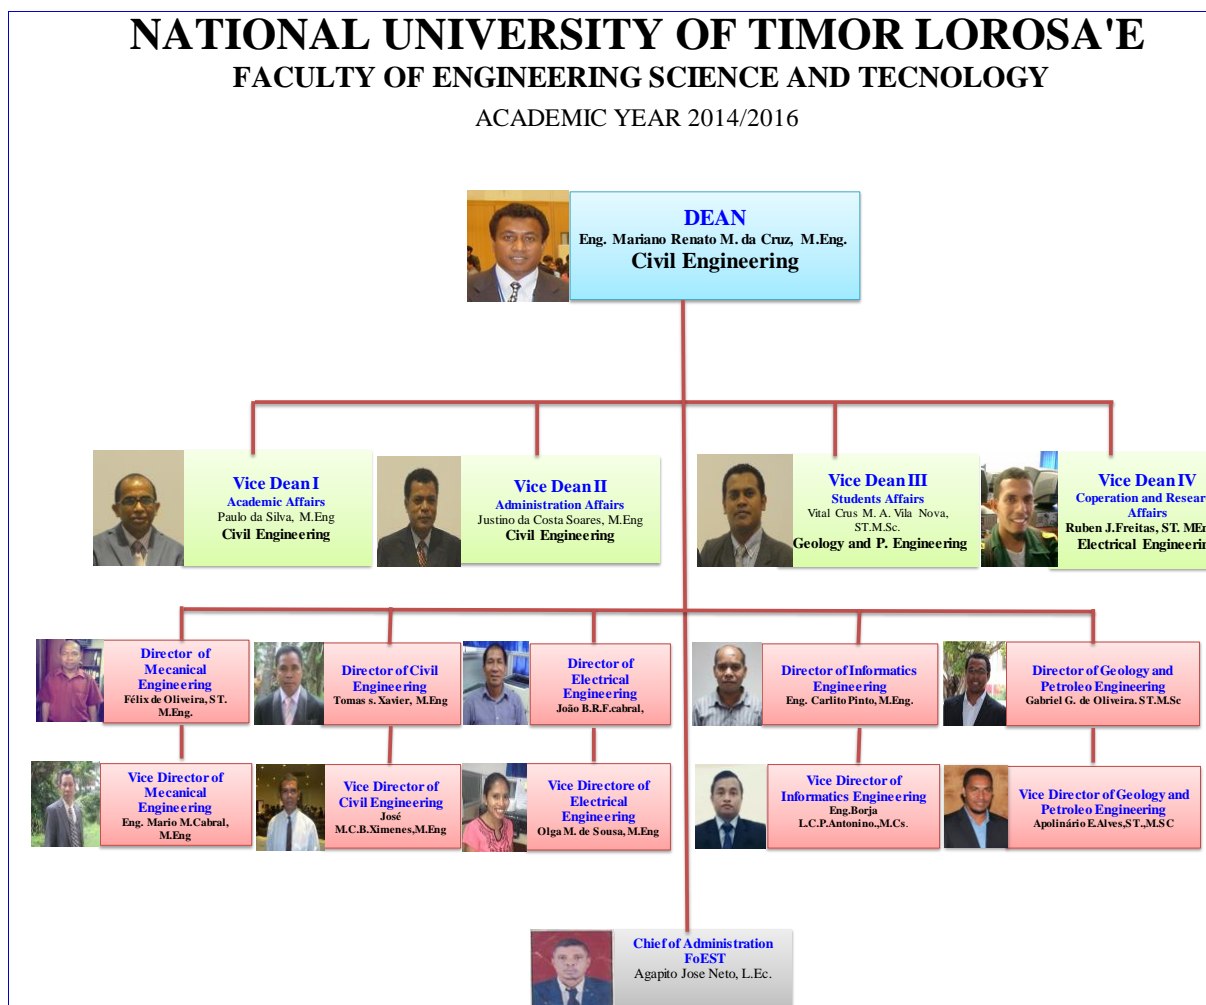 NATIONAL UNIVERSITY OF TIMOR LOROSA'E
FACULTY OF ENGINEERING SCIENCE AND TECNOLOGY
ACADEMIC YEAR 2014/2016
DEAN
Eng. Mariano Renato M. da Cruz, M.Eng.
Civil Engineering
Vice Dean I
Academic Affairs
Paulo da Silva, M.Eng
Civil Engineering
Vice Dean II
Administration Affairs
Justino da Costa Soares, M.Eng
Civil Engineering
Vice Dean III
Students Affairs
Vital Crus M. A. Vila Nova,
ST.M.Sc.
Geology and P. Engineering
Vice Dean IV
Coperation and Resear
Affairs
Ruben J.Freitas, ST. MEn
Electrical Engineerin
Director of
Mecanical
Engineering
Félix de Oliveira, ST.
M.Eng.
Director of Civil
Engineering
Tomas s. Xavier, M.Eng
Director of
Electrical
Engineering
João B.R.F.cabral,
Director of Informatics
Engineering
Eng. Carlito Pinto, M.Eng.
Director of Geology and
Petroleo Engineering
Gabriel G. de Oliveira. ST.M.Sc
Vice Director of
Mecanical
Engineering
Eng. Mario M.Cabral,
M.Eng
Vice Director of
Civil Engineering
José
M.C.B.Ximenes,M.Eng
Vice Directore of
Electrical
Engineering
Olga M. de Sousa, M.Eng
Vice Director of
Informatics Engineering
Eng.Borja
L.C.P.Antonino.,M.Cs.
Vice Director of Geology and
Petroleo Engineering
Apolinário E.Alves,ST.,M.SC
Chief of Administration
FoEST
Agapito Jose Neto, L.Ec.